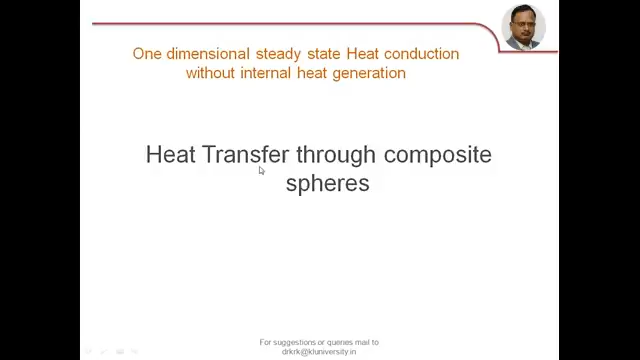 One dimensional steady state Heat conduction
without internal heat generation
Heat Transfer through composite
spheres
For suggestions or queries mail to
drkrk@kluniversity.in